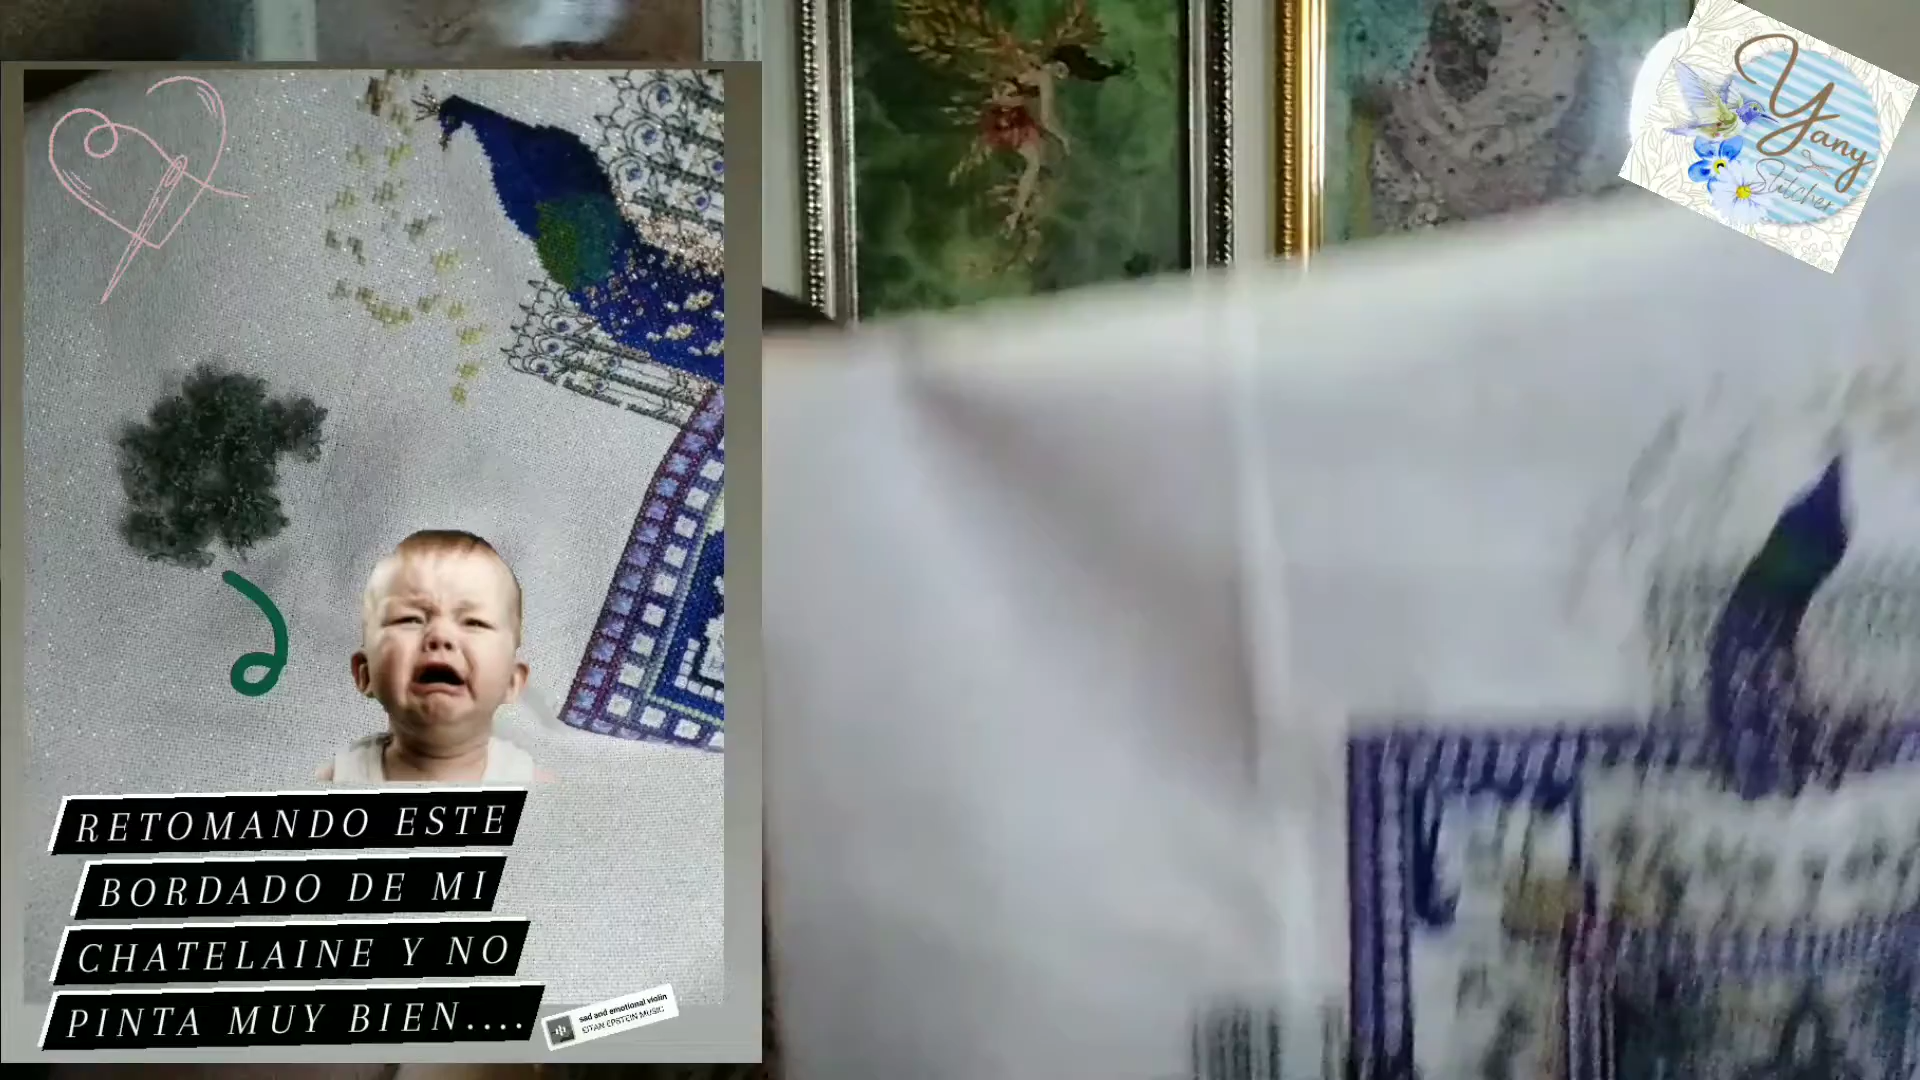 Yany
Stitcher
RETOMANDO ESTE
BORDADO DE MI
CHATELAINE Y NO
PINTA MUY BIEN....
sad and emotional violin
EITAN EPSTEIN MUSIC